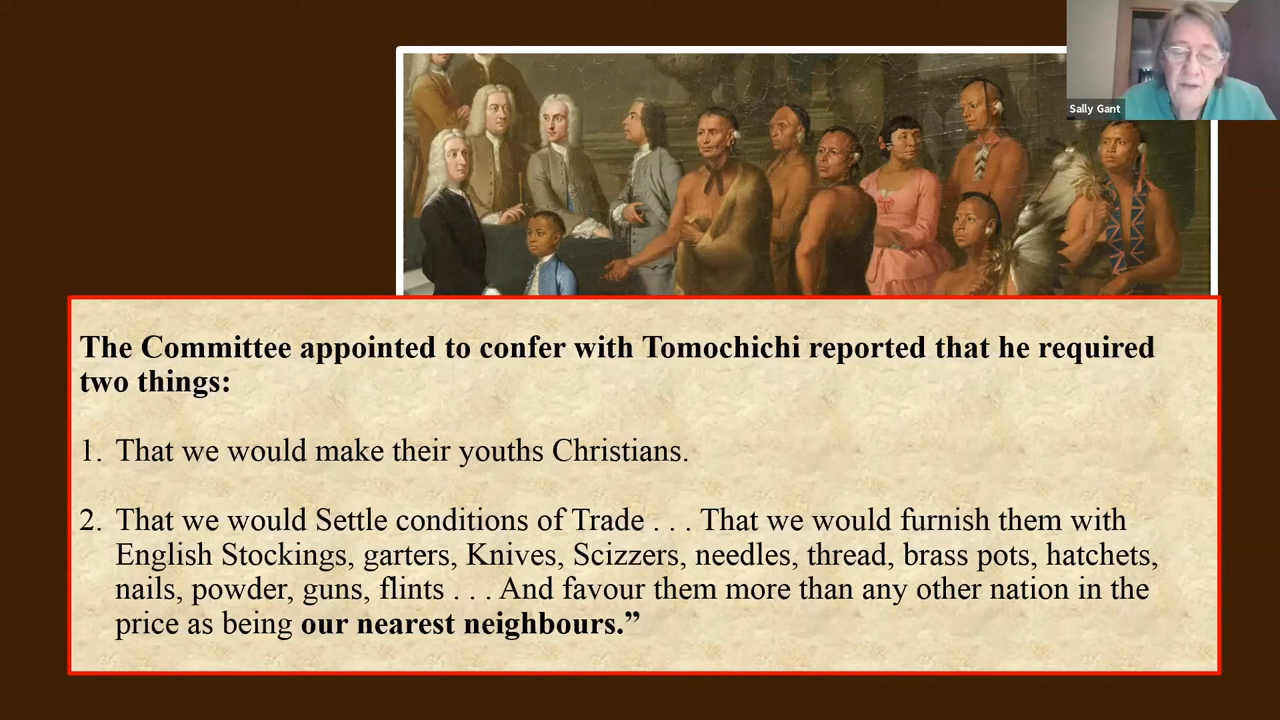 Sally Gant
The Committee appointed to confer with Tomochichi reported that he required
two things:
1. That we would make their youths Christians.
2. That we would Settle conditions of Trade . . . That we would furnish them with
English Stockings, garters, Knives, Scizzers, needles, thread, brass pots, hatchets,
nails, powder, guns, flints . . . And favour them more than any other nation in the
price as being our nearest neighbours.”